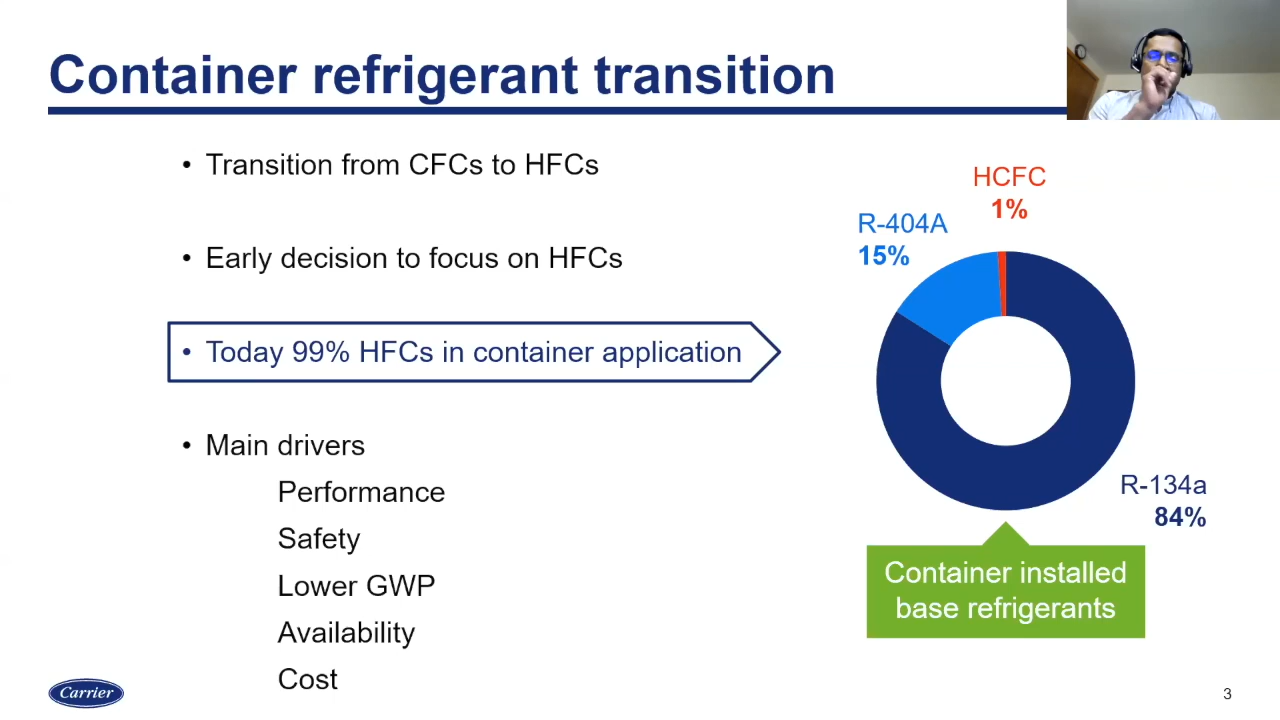 Container refrigerant transition
• Transition from CFCs to HFCs
• Early decision to focus on HFCs
• Today 99% HFCs in container application
• Main drivers
Performance
Safety
Lower GWP
Availability
Cost
HCFC
1%
R-404A
15%
R-134a
84%
Container installed
base refrigerants
Carrier
3